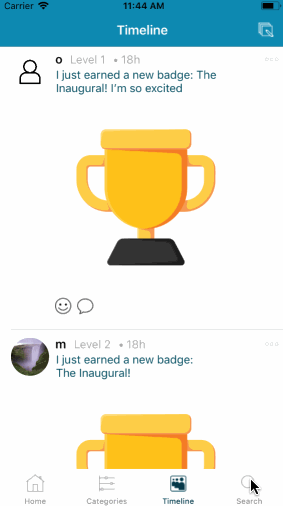 Carrier 11:44 AM
Timeline
o Level 1 • 18h
I just earned a new badge: The
Inaugural! I'm so excited
m Level 2 • 18h
I just earned a new badge:
The Inaugural!
Home Categories Timeline Search